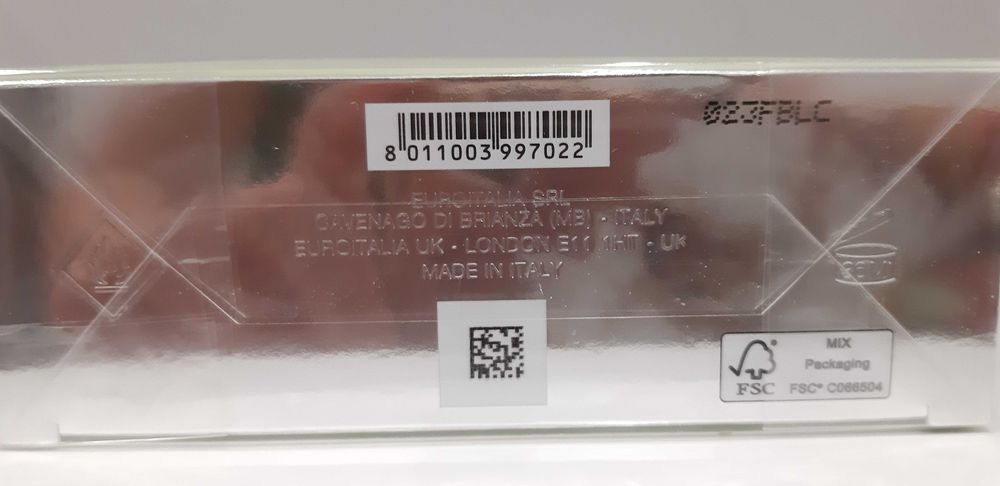 8 011003 997022
023FBLC
EUROITALIA SRL
CAVENAGO DI BRIANZA (MB) - ITALY
EUROITALIA UK - LONDON E11 1HT - UK
MADE IN ITALY
36M
MIX
Packaging
FSC
FSC® C066504